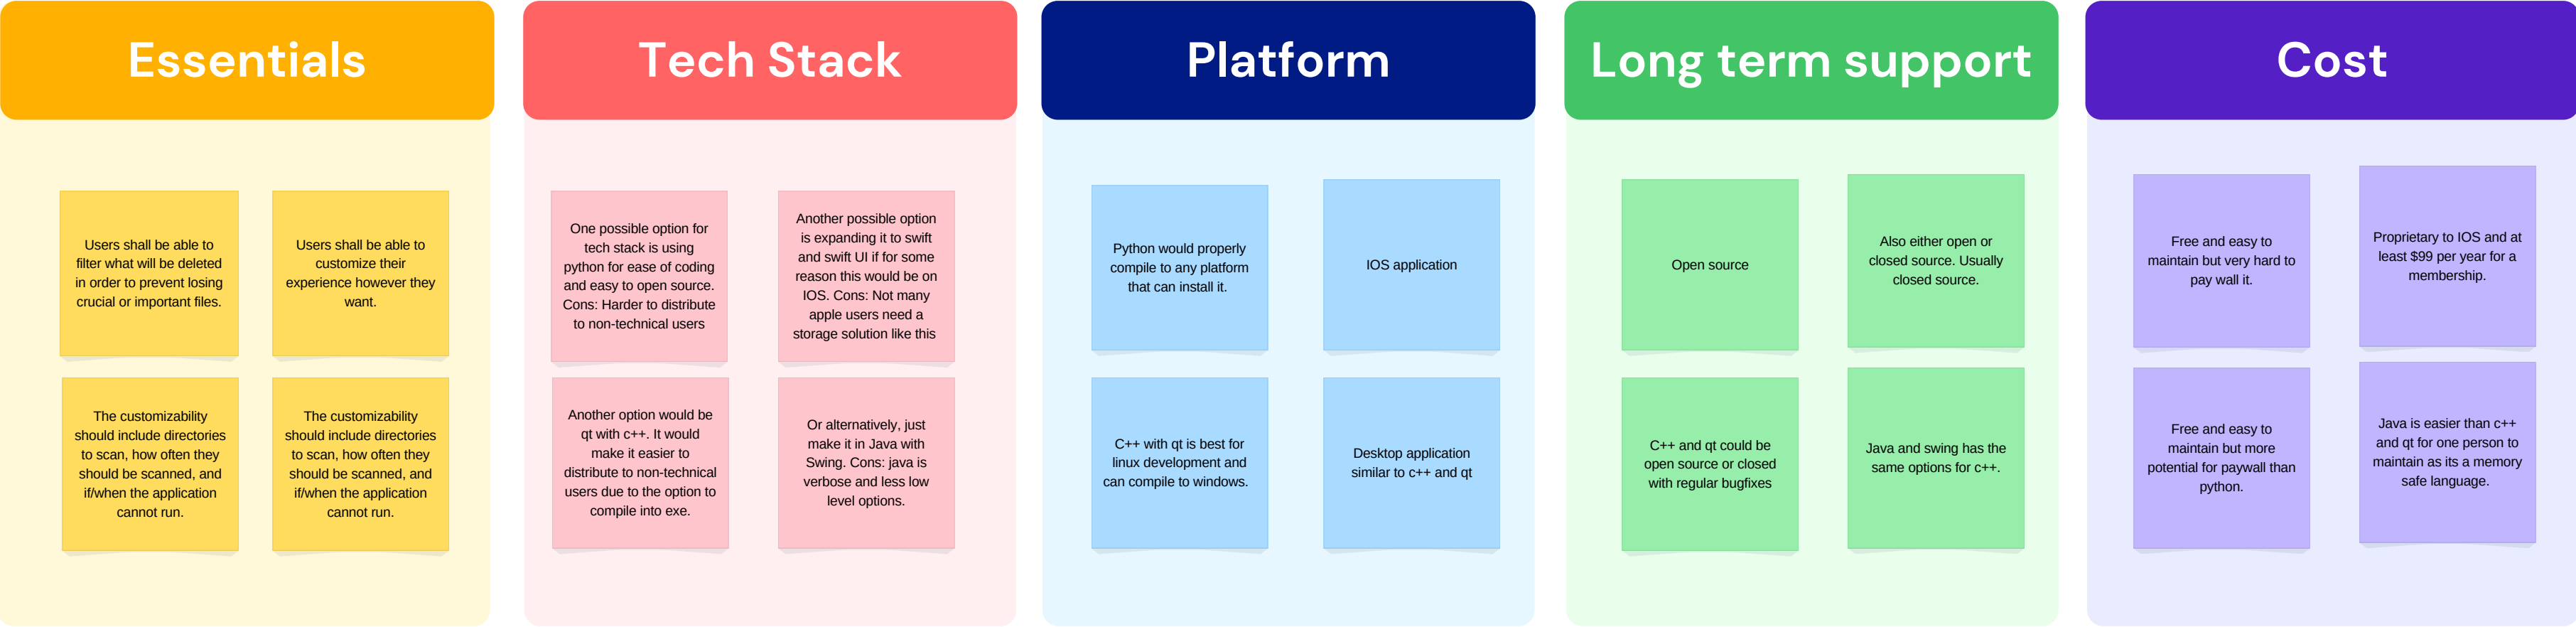 Essentials
Users shall be able to
filter what will be deleted
in order to prevent losing
crucial or important files.
Users shall be able to
customize their
experience however they
want.
The customizability
should include directories
to scan, how often they
should be scanned, and
if/when the application
cannot run.
The customizability
should include directories
to scan, how often they
should be scanned, and
if/when the application
cannot run.
Tech Stack
One possible option for
tech stack is using
python for ease of coding
and easy to open source.
Cons: Harder to distribute
to non-technical users
Another possible option
is expanding it to swift
and swift UI if for some
reason this would be on
IOS. Cons: Not many
apple users need a
storage solution like this
Another option would be
qt with c++. It would
make it easier to
distribute to non-technical
users due to the option to
compile into exe.
Or alternatively, just
make it in Java with
Swing. Cons: java is
verbose and less low
level options.
Platform
Python would properly
compile to any platform
that can install it.
IOS application
C++ with qt is best for
linux development and
can compile to windows.
Desktop application
similar to c++ and qt
Long term support
Open source
Also either open or
closed source. Usually
closed source.
C++ and qt could be
open source or closed
with regular bugfixes
Java and swing has the
same options for c++.
Cost
Free and easy to
maintain but very hard to
pay wall it.
Proprietary to IOS and at
least $99 per year for a
membership.
Free and easy to
maintain but more
potential for paywall than
python.
Java is easier than c++
and qt for one person to
maintain as its a memory
safe language.